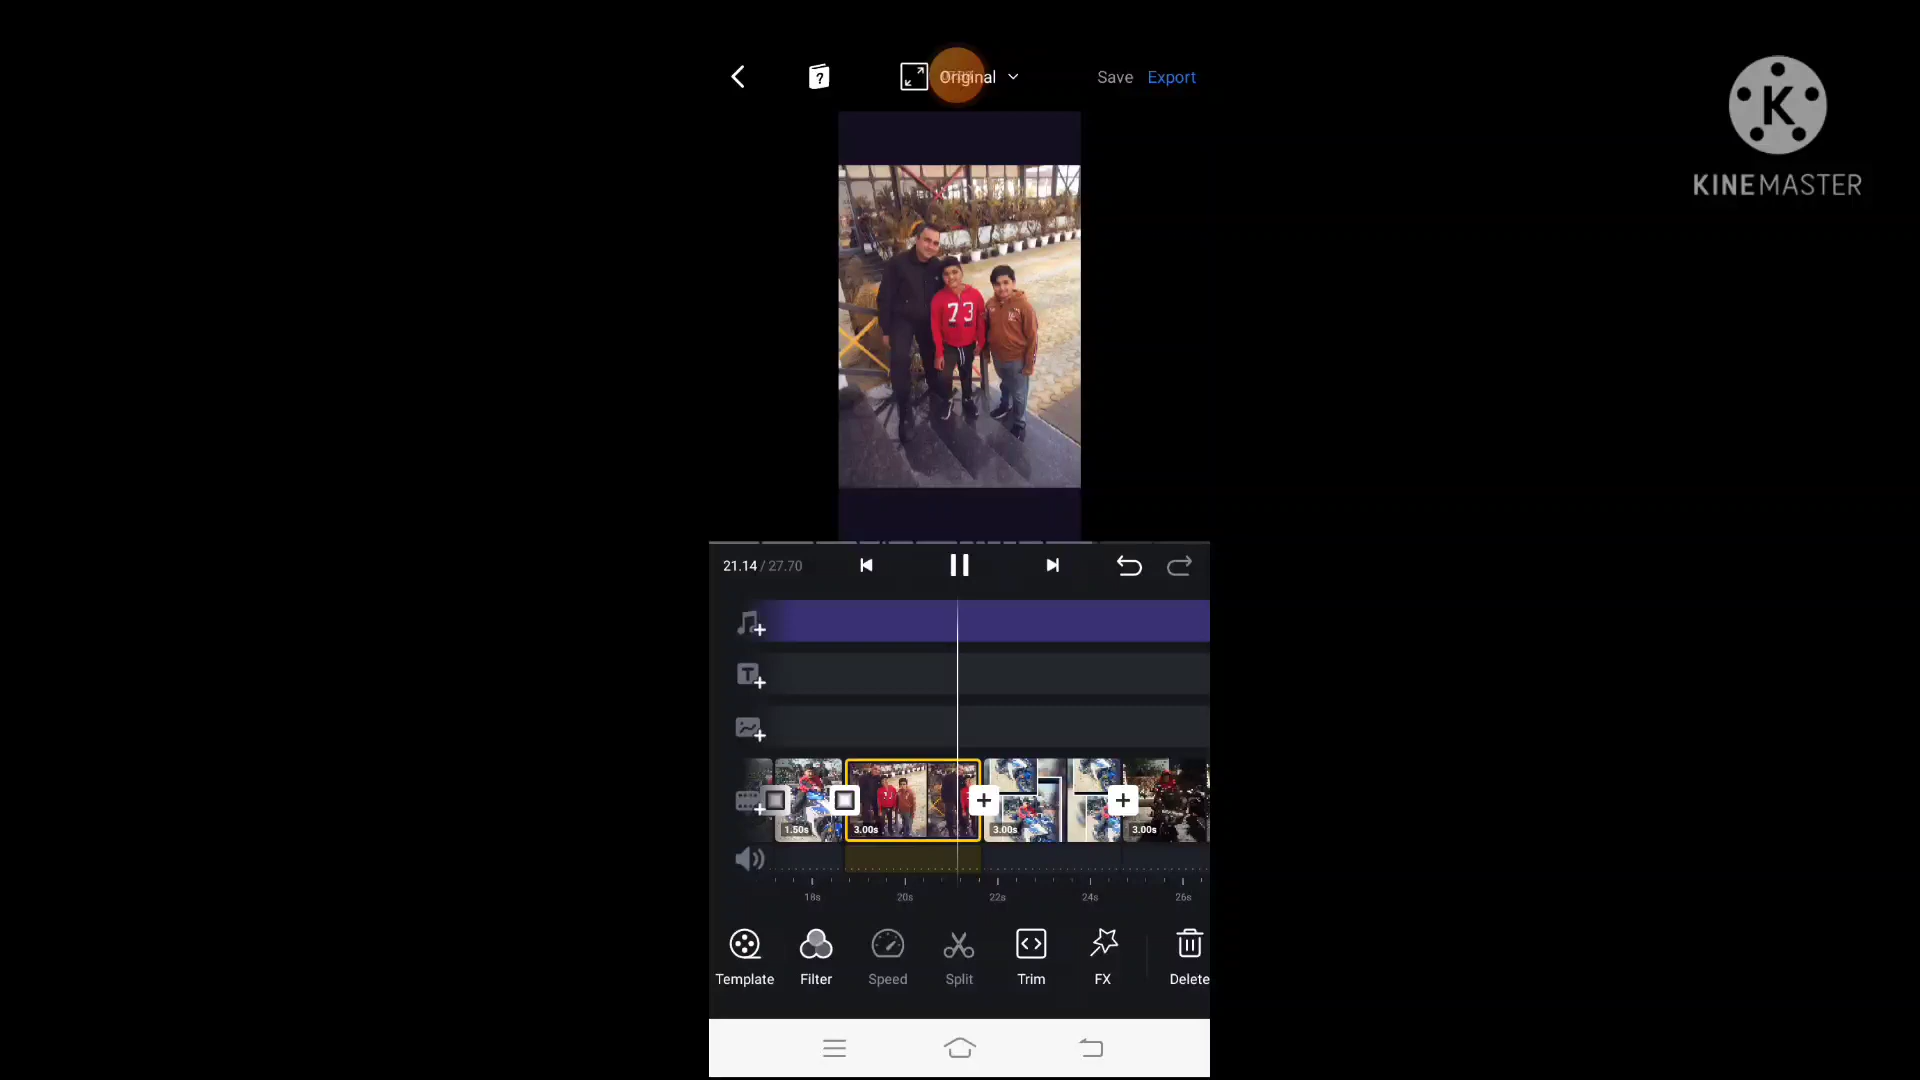 Original
Save
Export
K
KINEMASTER
73
21.14 / 27.70
T
1.50s
3.00s
3.00s
3.00s
18s
20s
22s
24s
26s
Template
Filter
Speed
Split
Trim
FX
Delete